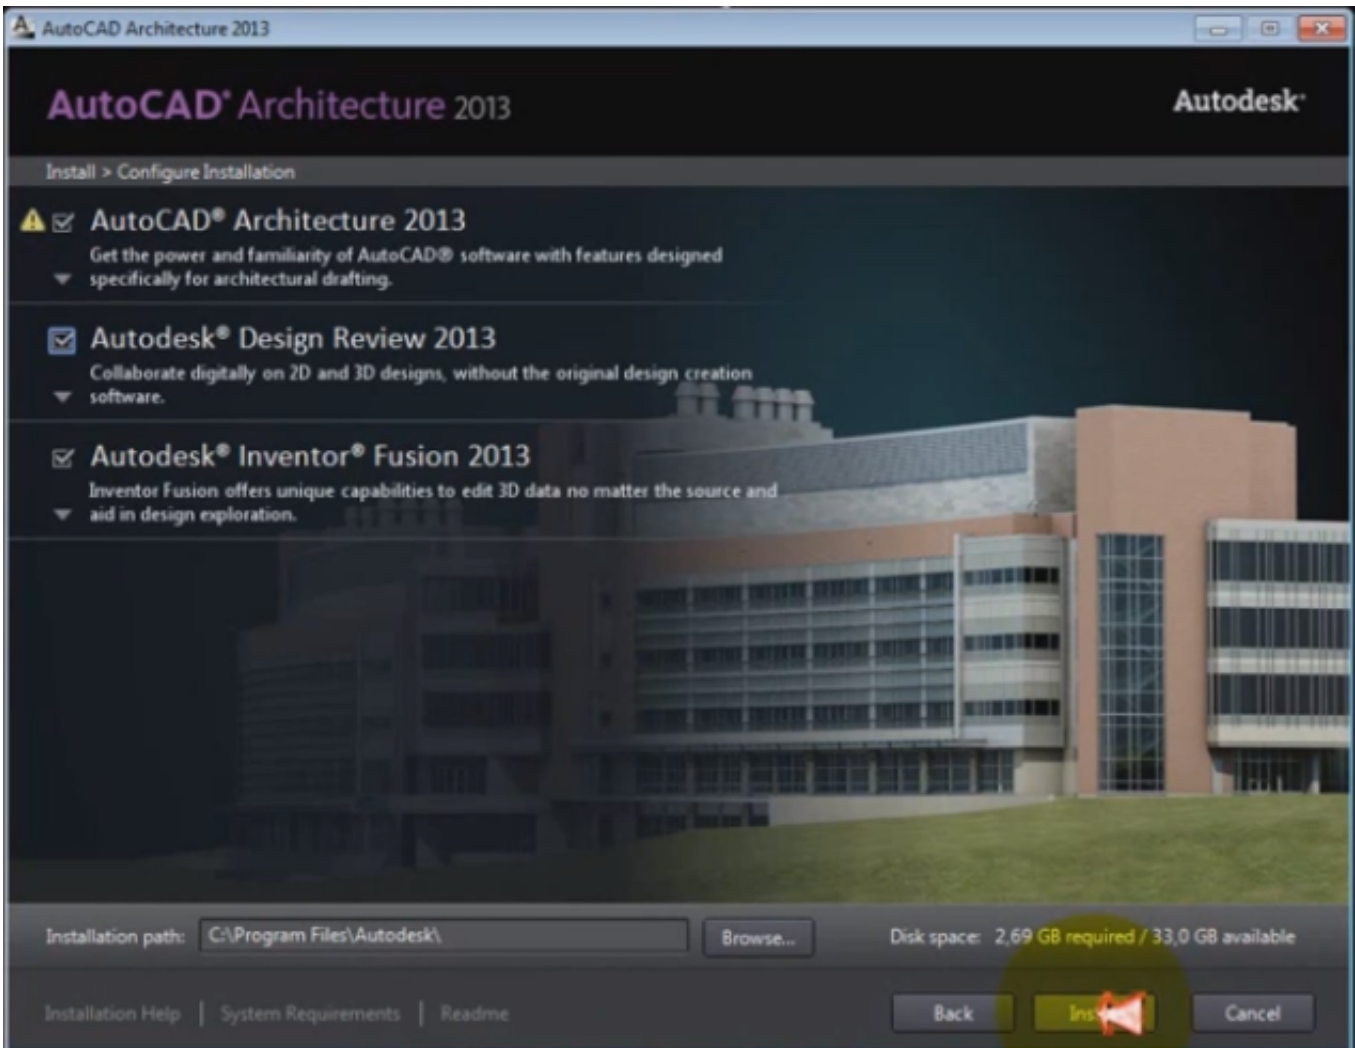 AutoCAD Architecture 2013
AutoCAD® Architecture 2013
Autodesk®
Install > Configure Installation
AutoCAD® Architecture 2013
Get the power and familiarity of AutoCAD® software with features designed
specifically for architectural drafting.
Autodesk® Design Review 2013
Collaborate digitally on 2D and 3D designs, without the original design creation
software.
Autodesk® Inventor® Fusion 2013
Inventor Fusion offers unique capabilities to edit 3D data no matter the source and
aid in design exploration.
Installation path: C:\Program Files\Autodesk\ Browse... Disk space: 2,69 GB required / 33,0 GB available
Installation Help | System Requirements | Readme Back Cancel